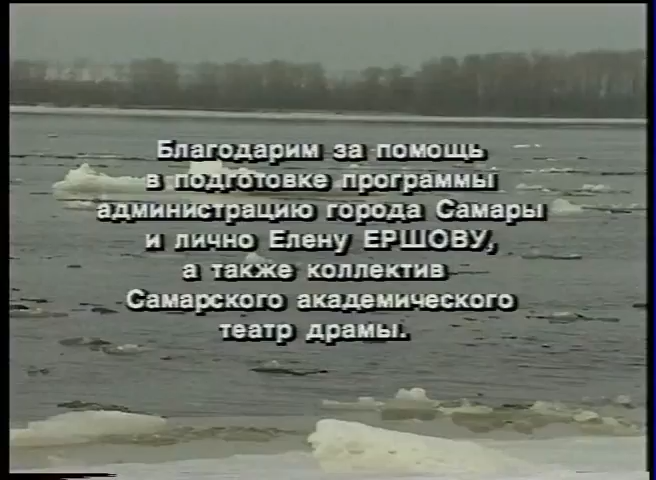 Благодарим за помощь
в подготовке программы
администрацию города Самары
и лично Елену ЕРШОВУ,
а также коллектив
Самарского академического
театр драмы.